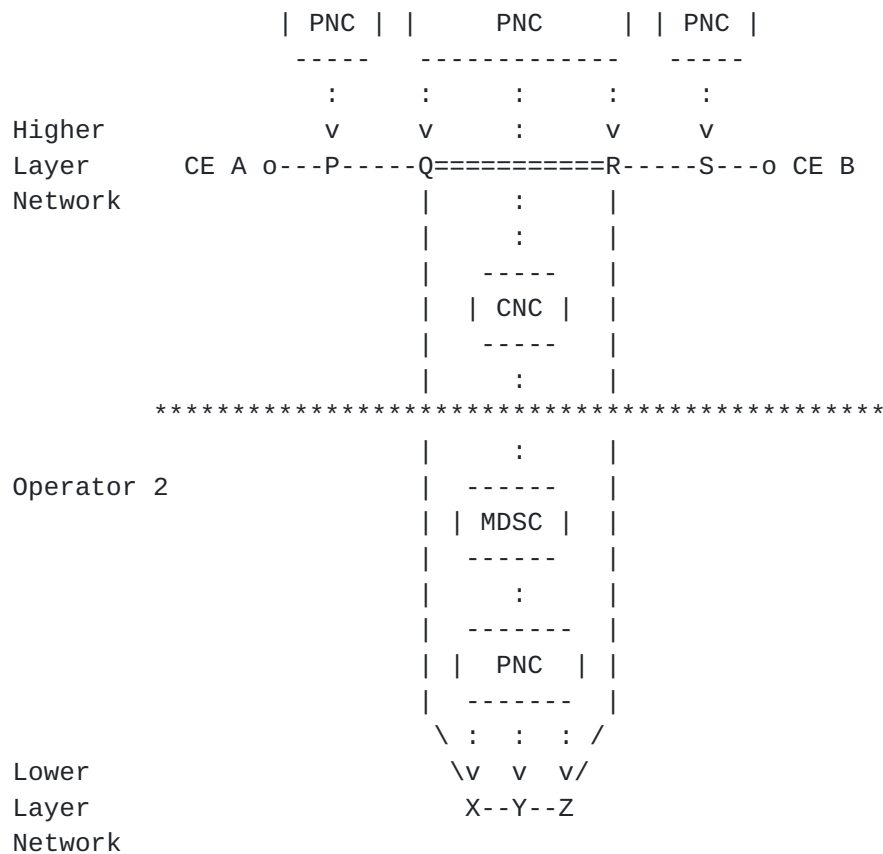 | PNC | |     PNC     | | PNC |
                  -----   -------------   -----
                    :     :     :     :     :
Higher              v     v     :     v     v
Layer      CE A o---P-----Q===========R-----S---o CE B
Network                   |     :     |
                          |     :     |
                          |   -----   |
                          |  | CNC |  |
                          |   -----   |
                          |     :     |
         ***********************************************
                          |     :     |
Operator 2                |  ------   |
                          | | MDSC |  |
                          |  ------   |
                          |     :     |
                          |  -------  |
                          | |  PNC  | |
                          |  -------  |
                           \ :  :  : /
Lower                       \v  v  v/
Layer                        X--Y--Z
Network